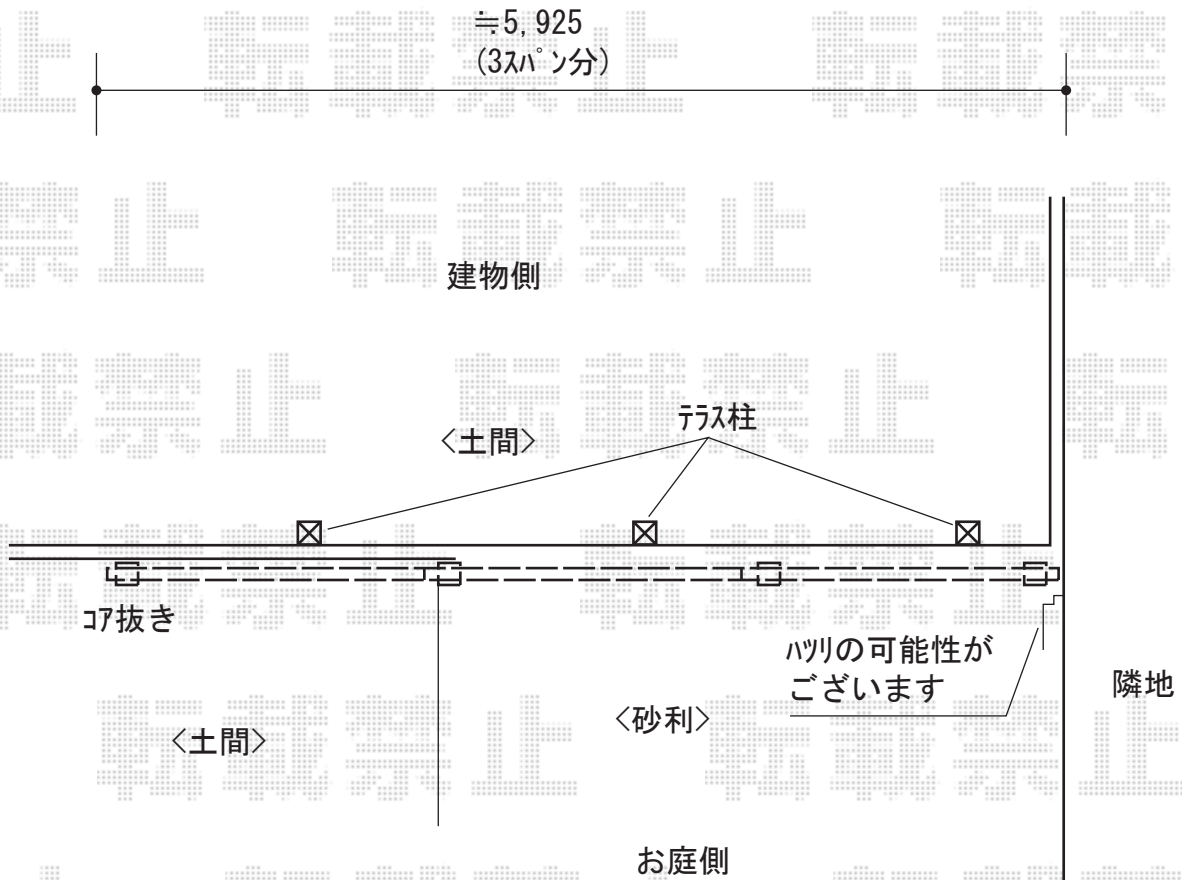 ≒5,925
(3ｽﾊﾟﾝ分)
建物側
ﾃﾗｽ柱
〈土間〉
ｺｱ抜き
ﾊﾂﾘの可能性が
ございます
隣地
〈砂利〉
〈土間〉
お庭側
転載禁止